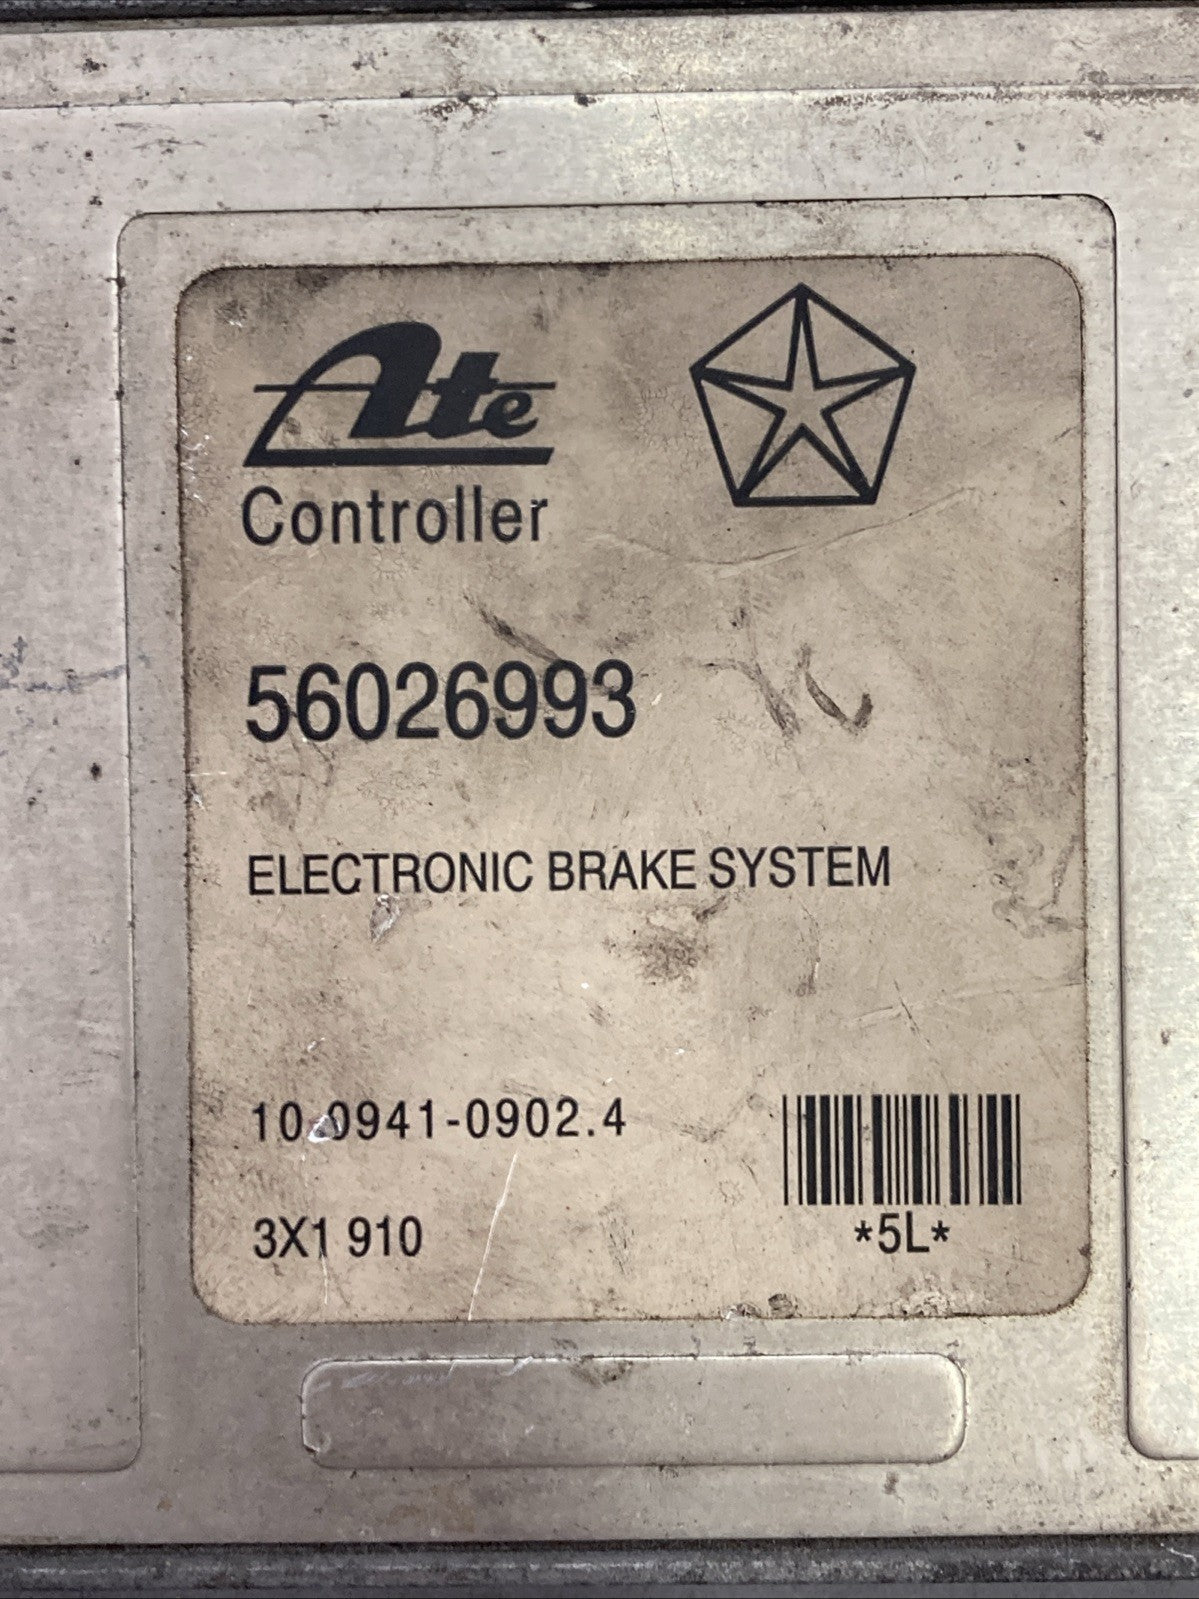 Ate
Controller
56026993
ELECTRONIC BRAKE SYSTEM
10.0941-0902.4
3X1 910
*5L*